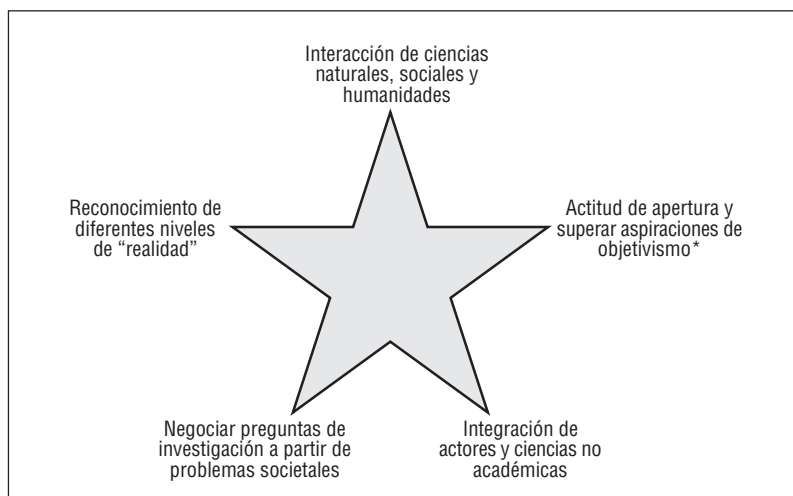 Interacción de ciencias
naturales, sociales y
humanidades
Reconocimiento de
diferentes niveles
de “realidad”
Actitud de apertura y
superar aspiraciones de
objetivismo*
Negociar preguntas de
investigación a partir de
problemas societales
Integración de
actores y ciencias no
académicas